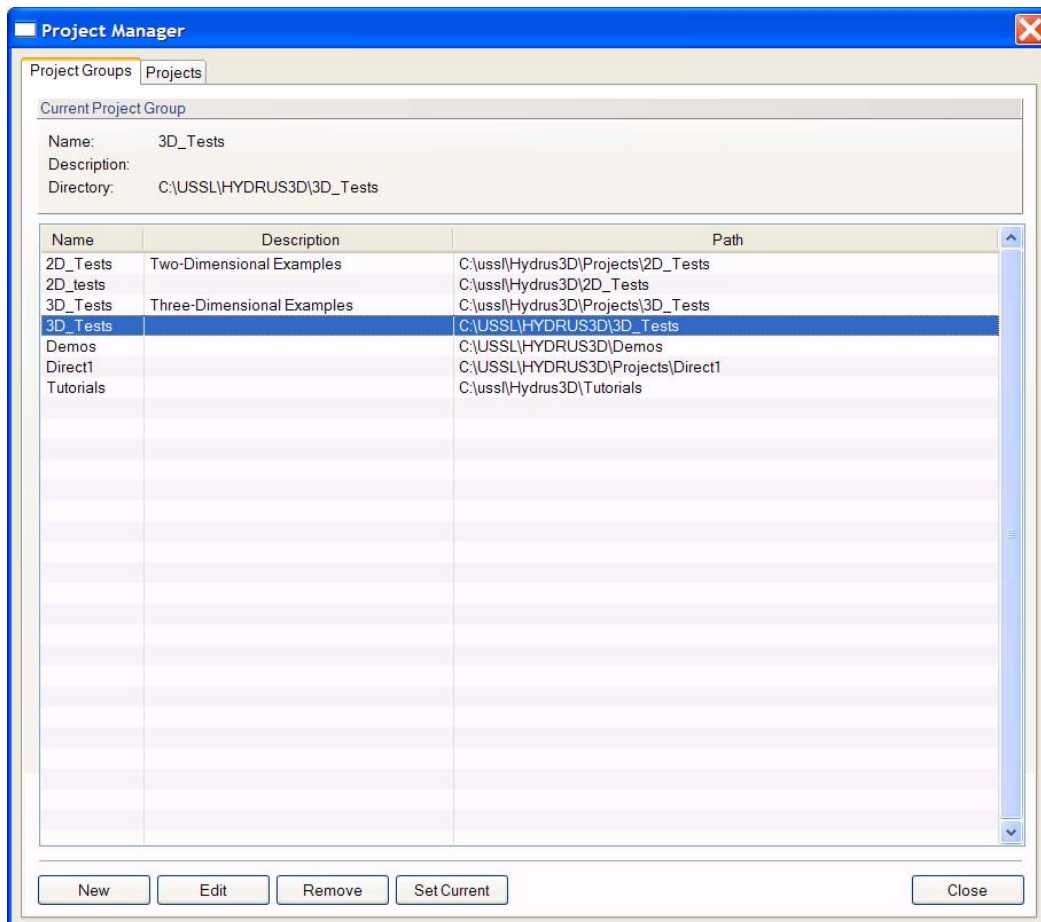 Project Manager
Project Groups Projects
Current Project Group
Name: 3D_Tests
Description:
Directory: C:\USSL\HYDRUS3D\3D_Tests
Name Description Path
2D_Tests Two-Dimensional Examples C:\ussl\Hydrus3D\Projects\2D_Tests
2D_tests C:\ussl\Hydrus3D\2D_Tests
3D_Tests Three-Dimensional Examples C:\ussl\Hydrus3D\Projects\3D_Tests
3D_Tests C:\USSL\HYDRUS3D\3D_Tests
Demos C:\USSL\HYDRUS3D\Demos
Direct1 C:\USSL\HYDRUS3D\Projects\Direct1
Tutorials C:\ussl\Hydrus3D\Tutorials
New Edit Remove Set Current Close